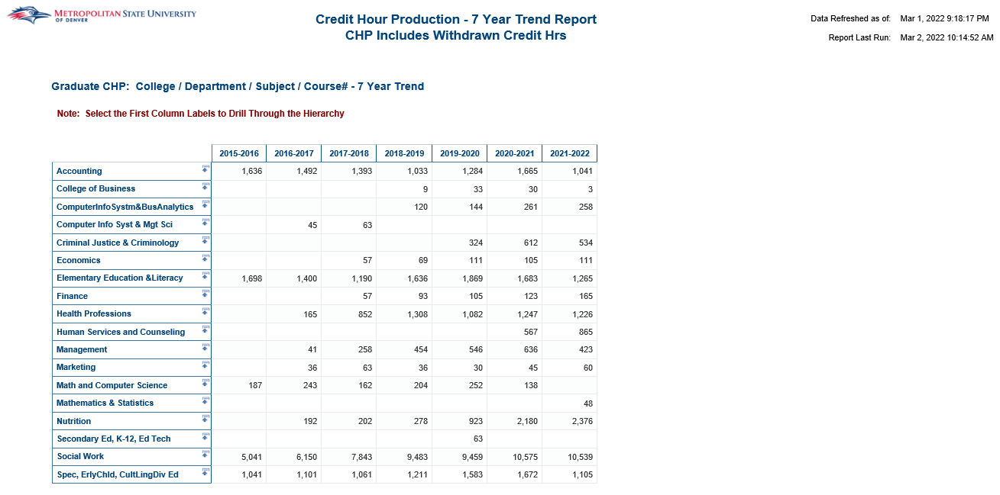 METROPOLITAN STATE UNIVERSITY
OF DENVER
Credit Hour Production - 7 Year Trend Report
CHP Includes Withdrawn Credit Hrs
Data Refreshed as of: Mar 1, 2022 9:18:17 PM
Report Last Run: Mar 2, 2022 10:14:52 AM
Graduate CHP: College / Department / Subject / Course# - 7 Year Trend
Note: Select the First Column Labels to Drill Through the Hierarchy
2015-2016 2016-2017 2017-2018 2018-2019 2019-2020 2020-2021 2021-2022
Accounting 1,636 1,492 1,393 1,033 1,284 1,665 1,041
College of Business 9 33 30 3
ComputerInfoSystm&BusAnalytics 120 144 261 258
Computer Info Syst & Mgt Sci 45 63
Criminal Justice & Criminology 324 612 534
Economics 57 69 111 105 111
Elementary Education &Literacy 1,698 1,400 1,190 1,636 1,869 1,683 1,265
Finance 57 93 105 123 165
Health Professions 165 852 1,308 1,082 1,247 1,226
Human Services and Counseling 567 865
Management 41 258 454 546 636 423
Marketing 36 63 36 30 45 60
Math and Computer Science 187 243 162 204 252 138
Mathematics & Statistics 48
Nutrition 192 202 278 923 2,180 2,376
Secondary Ed, K-12, Ed Tech 63
Social Work 5,041 6,150 7,843 9,483 9,459 10,575 10,539
Spec, ErlyChld, CultLingDiv Ed 1,041 1,101 1,061 1,211 1,583 1,672 1,105